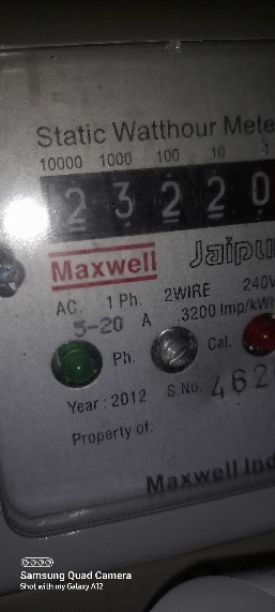 Static Watthour Mete
10000 1000 100 10 1
2 3 2 2 0
Maxwell Jaipu
AC. 1 Ph. 2WIRE 240V
5-20 A 3200 Imp/kW
Ph. Cal.
Year : 2012 S.No. 462
Property of:
Maxwell Ind
Samsung Quad Camera
Shot with my Galaxy A12